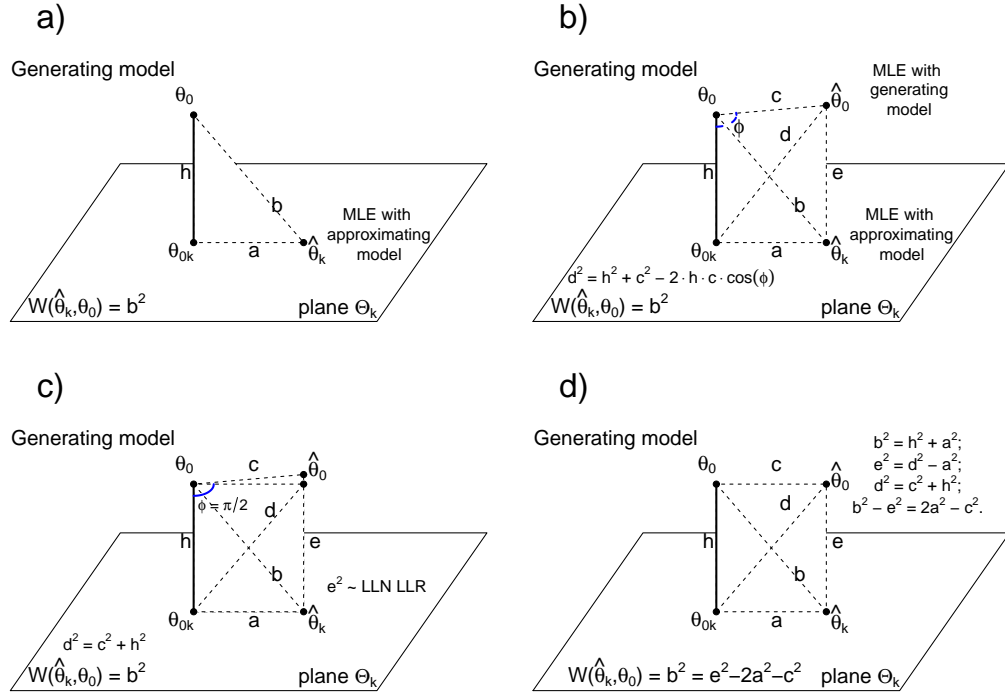 a)
Generating model
θ₀
h
b
MLE with
approximating
model
θ₀ₖ
a
θ̂ₖ
W(θ̂ₖ,θ₀) = b²
plane Θₖ
b)
Generating model
θ₀
c
θ̂₀
MLE with
generating
model
ϕ
d
h
e
b
MLE with
approximating
model
θ₀ₖ
a
θ̂ₖ
d² = h² + c² − 2 · h · c · cos(ϕ)
W(θ̂ₖ,θ₀) = b²
plane Θₖ
c)
Generating model
θ₀
c
θ̂₀
ϕ = π/2
d
h
e
b
e² ~ LLN LLR
θ₀ₖ
a
θ̂ₖ
d² = c² + h²
W(θ̂ₖ,θ₀) = b²
plane Θₖ
d)
Generating model
θ₀
c
θ̂₀
b² = h² + a²;
e² = d² − a²;
d² = c² + h²;
b² − e² = 2a² − c².
d
h
e
b
θ₀ₖ
a
θ̂ₖ
W(θ̂ₖ,θ₀) = b² = e²−2a²−c²
plane Θₖ